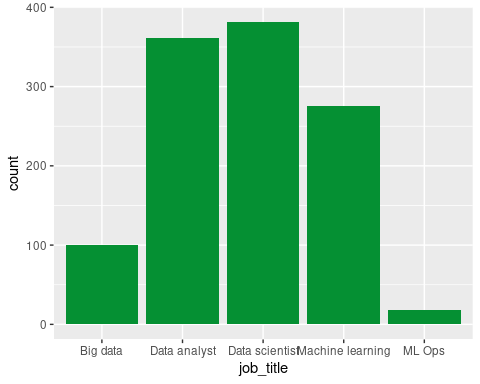 400
300
200
100
0
count
Big data Data analyst Data scientist Machine learning ML Ops
job_title